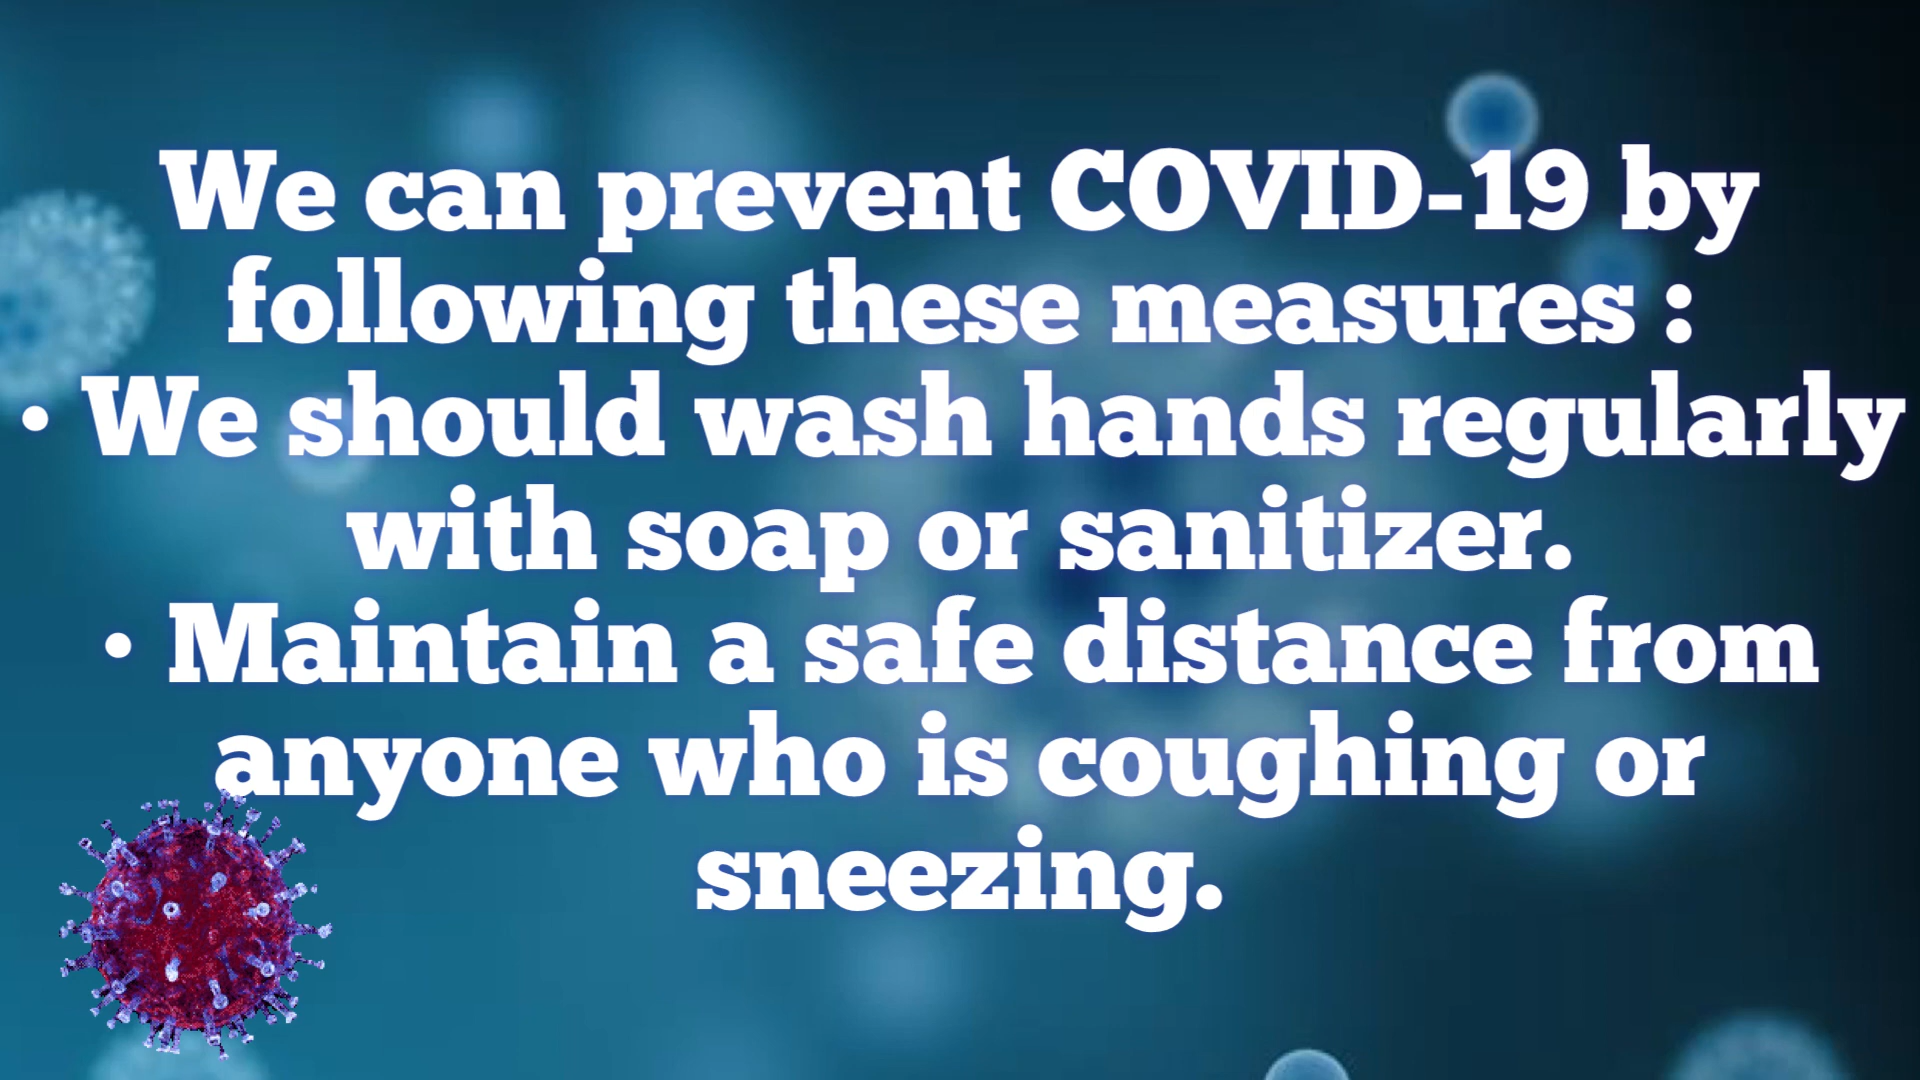 We can prevent COVID-19 by
following these measures :
• We should wash hands regularly
with soap or sanitizer.
• Maintain a safe distance from
anyone who is coughing or
sneezing.